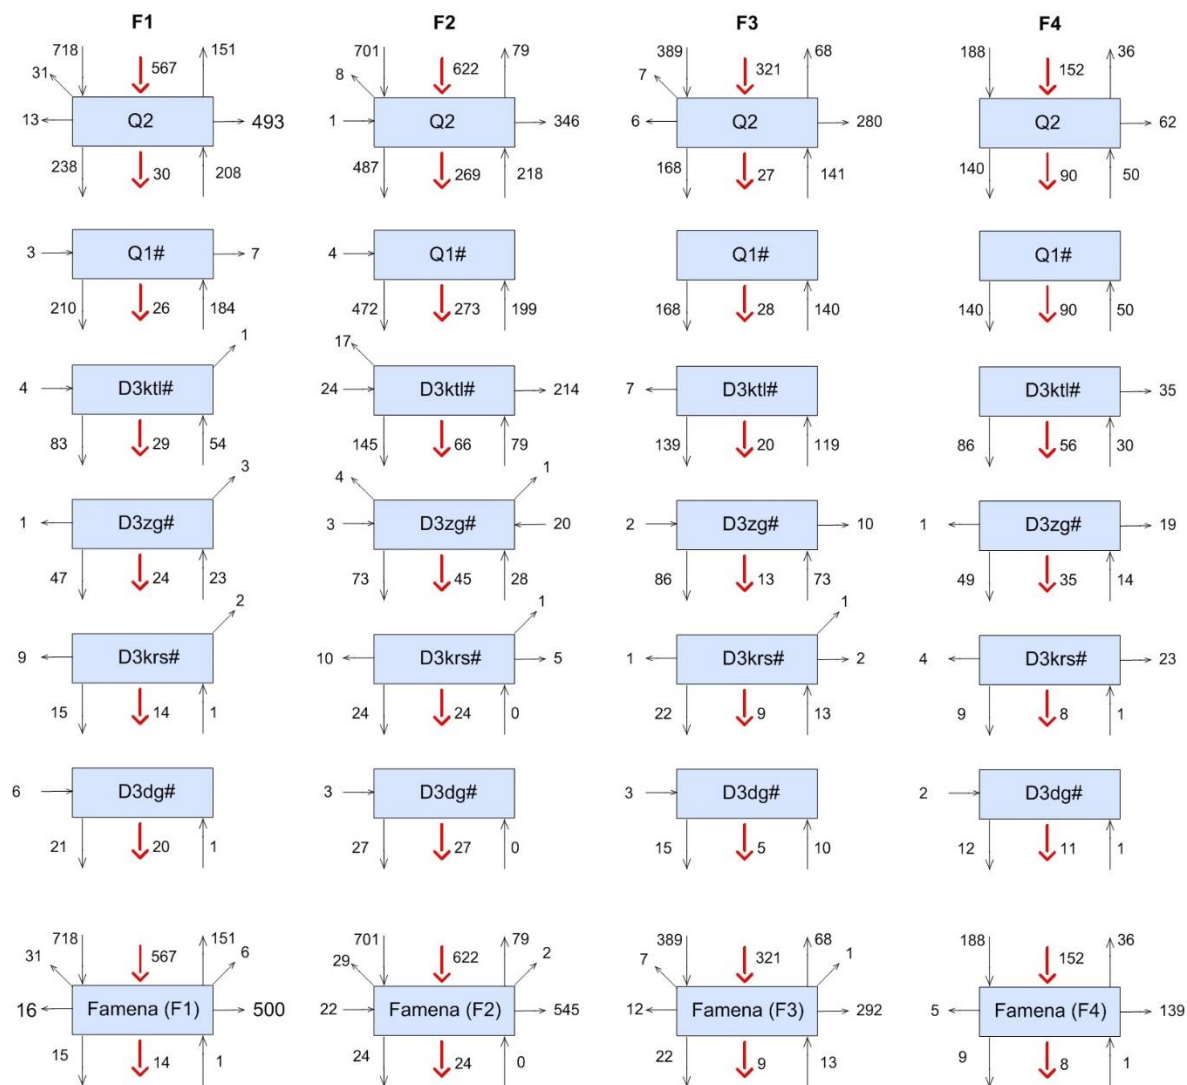 F1 F2 F3 F4
718 151 701 79 389 68 188 36
567 622 321 152
31 8 7
13 Q2 493 1 Q2 346 6 Q2 280 Q2 62
238 30 208 487 269 218 168 27 141 140 90 50
3 Q1# 7 4 Q1# Q1# Q1#
210 26 184 472 273 199 168 28 140 140 90 50
1 17
4 D3ktl# 24 D3ktl# 214 7 D3ktl# D3ktl# 35
83 29 54 145 66 79 139 20 119 86 56 30
3 4 1
1 D3zg# 3 D3zg# 20 2 D3zg# 10 1 D3zg# 19
47 24 23 73 45 28 86 13 73 49 35 14
2 1 1
9 D3krs# 10 D3krs# 5 1 D3krs# 2 4 D3krs# 23
15 14 1 24 24 0 22 9 13 9 8 1
6 D3dg# 3 D3dg# 3 D3dg# 2 D3dg#
21 20 1 27 27 0 15 5 10 12 11 1
718 151 701 79 389 68 188 36
31 567 6 29 622 2 7 321 1 152
16 Famena (F1) 500 22 Famena (F2) 545 12 Famena (F3) 292 5 Famena (F4) 139
15 14 1 24 24 0 22 9 13 9 8 1